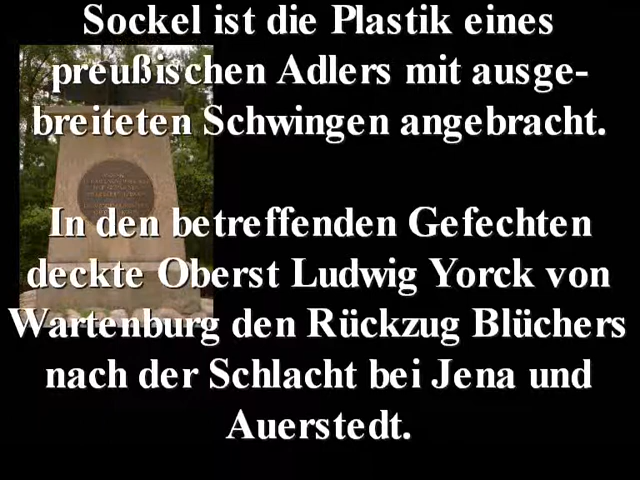 Sockel ist die Plastik eines
preußischen Adlers mit ausge-
breiteten Schwingen angebracht.
In den betreffenden Gefechten
deckte Oberst Ludwig Yorck von
Wartenburg den Rückzug Blüchers
nach der Schlacht bei Jena und
Auerstedt.